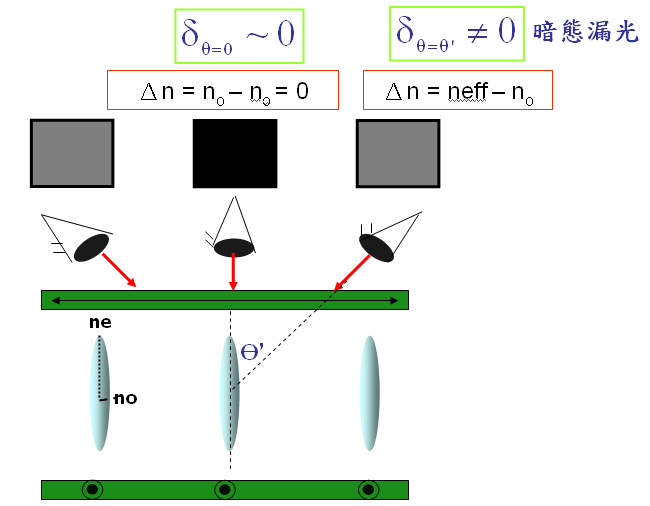 δθ=0 ~ 0
δθ=θ' ≠ 0 暗態漏光
Δn = no – no = 0
Δn = neff – no
ne
θ'
no